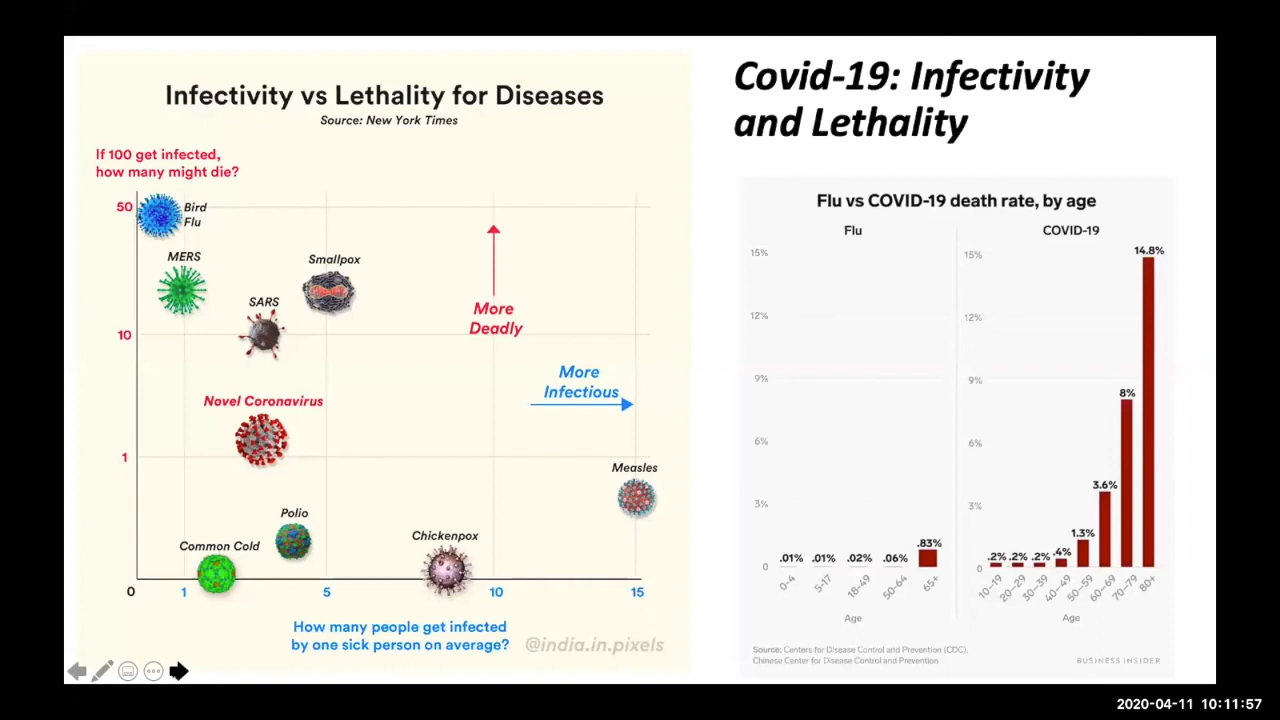 Infectivity vs Lethality for Diseases
Source: New York Times
If 100 get infected,
how many might die?
50
Bird
Flu
MERS
Smallpox
SARS
10
More
Deadly
More
Infectious
Novel Coronavirus
1
Measles
Polio
Common Cold
Chickenpox
0
1
5
10
15
How many people get infected
by one sick person on average?
@india.in.pixels
Covid-19: Infectivity
and Lethality
Flu vs COVID-19 death rate, by age
Flu
15%
12%
9%
6%
3%
0
.01%
.01%
.02%
.06%
.83%
0-4
5-17
18-49
50-64
65+
Age
COVID-19
15%
12%
9%
6%
3%
0
.2%
.2%
.2%
.4%
1.3%
3.6%
8%
14.8%
10-19
20-29
30-39
40-49
50-59
60-69
70-79
80+
Age
Source: Centers for Disease Control and Prevention (CDC),
Chinese Center for Disease Control and Prevention
BUSINESS INSIDER
2020-04-11 10:11:57